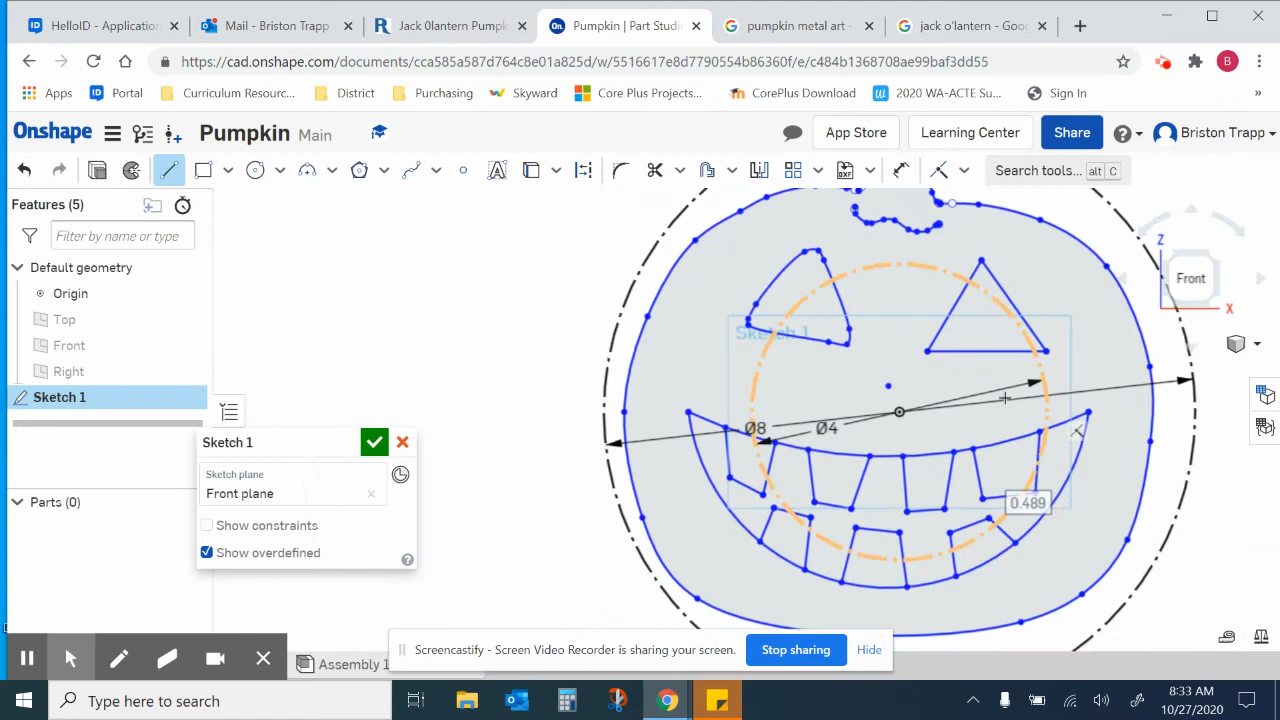 HelloID - Application
Mail - Briston Trapp
Jack 0lantern Pumpk
Pumpkin | Part Studi
pumpkin metal art -
jack o'lantern - Goog
https://cad.onshape.com/documents/cca585a587d764c8e01a825d/w/5516617e8d7790554b86360f/e/c484b1368708ae99baf3dd55
B
Apps
Portal
Curriculum Resourc...
District
Purchasing
Skyward
Core Plus Projects...
CorePlus Download
2020 WA-ACTE Su...
Sign In
»
Onshape
Pumpkin Main
App Store
Learning Center
Share
Briston Trapp
Search tools... alt C
Features (5)
Filter by name or type
Default geometry
Origin
Top
Front
Right
Sketch 1
Sketch 1
Sketch plane
Front plane
Show constraints
Show overdefined
Parts (0)
Sketch 1
Ø8
Ø4
0.489
Z
Front
X
Assembly 1
Screencastify - Screen Video Recorder is sharing your screen.
Stop sharing
Hide
Type here to search
8:33 AM
10/27/2020